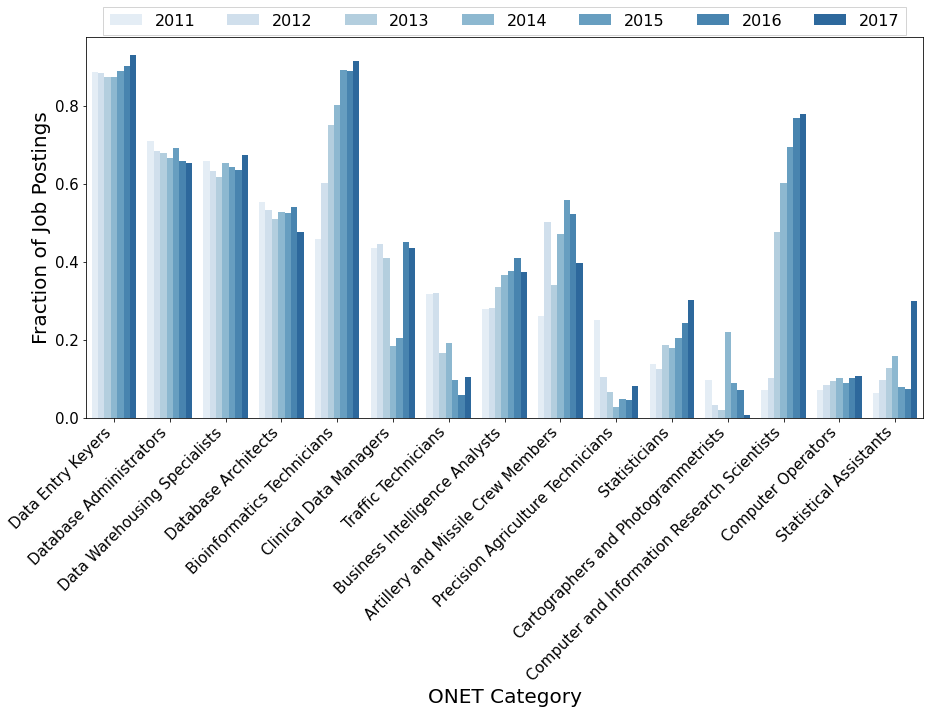 2011 2012 2013 2014 2015 2016 2017
Fraction of Job Postings
0.8
0.6
0.4
0.2
0.0
Data Entry Keyers
Database Administrators
Data Warehousing Specialists
Database Architects
Bioinformatics Technicians
Clinical Data Managers
Traffic Technicians
Business Intelligence Analysts
Artillery and Missile Crew Members
Precision Agriculture Technicians
Statisticians
Cartographers and Photogrammetrists
Computer and Information Research Scientists
Computer Operators
Statistical Assistants
ONET Category